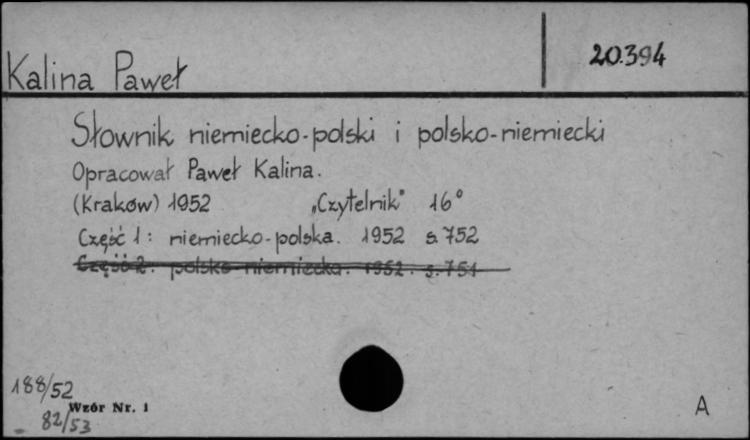 Kalina Paweł
20.394
Słownik niemiecko-polski i polsko-niemiecki
Opracował Paweł Kalina.
(Kraków) 1952 „Czytelnik" 16°
Część 1: niemiecko-polska. 1952 s. 752
Część 2: polsko-niemiecka. 1952. s. 751
188/52
Wzór Nr. 1
82/53
A